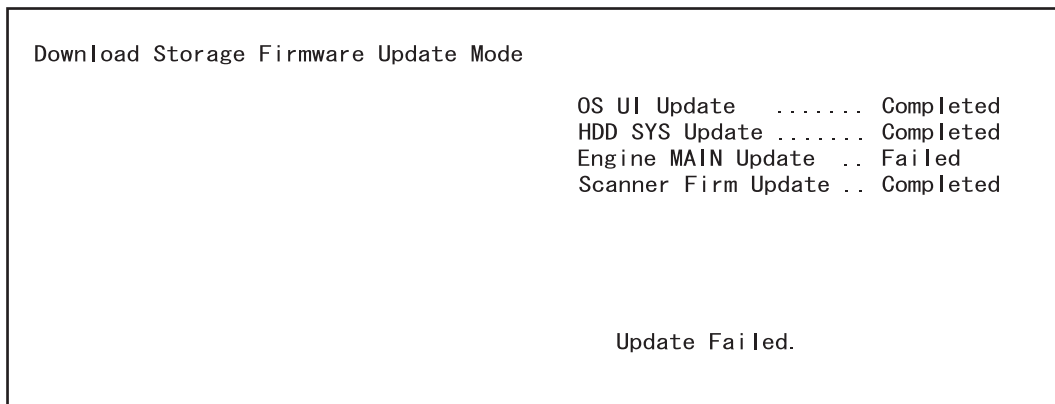 Download Storage Firmware Update Mode
OS UI Update ....... Completed
HDD SYS Update ....... Completed
Engine MAIN Update .. Failed
Scanner Firm Update .. Completed
Update Failed.